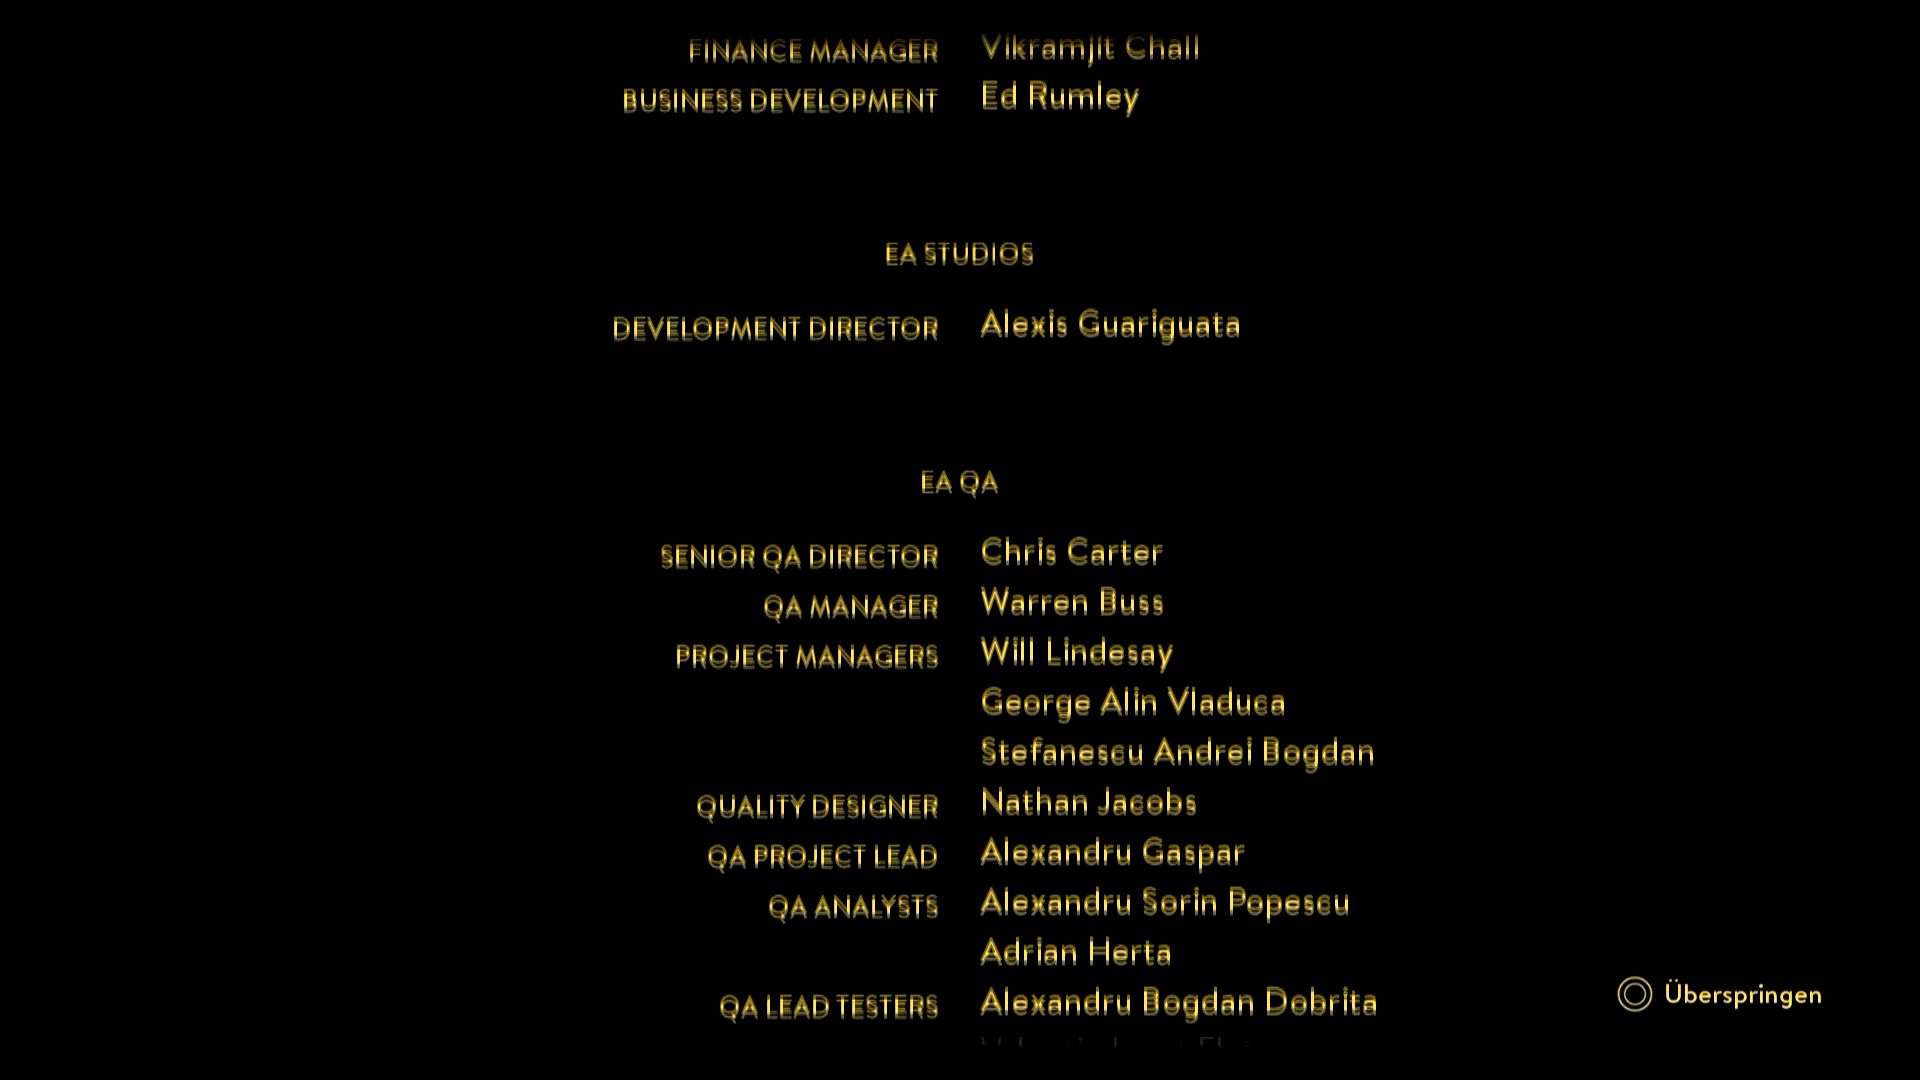 FINANCE MANAGER Vikramjit Chall
BUSINESS DEVELOPMENT Ed Rumley
EA STUDIOS
DEVELOPMENT DIRECTOR Alexis Guariguata
EA QA
SENIOR QA DIRECTOR Chris Carter
QA MANAGER Warren Buss
PROJECT MANAGERS Will Lindesay
George Alin Vladuca
Stefanescu Andrei Bogdan
QUALITY DESIGNER Nathan Jacobs
QA PROJECT LEAD Alexandru Gaspar
QA ANALYSTS Alexandru Sorin Popescu
Adrian Herta
QA LEAD TESTERS Alexandru Bogdan Dobrita
Überspringen